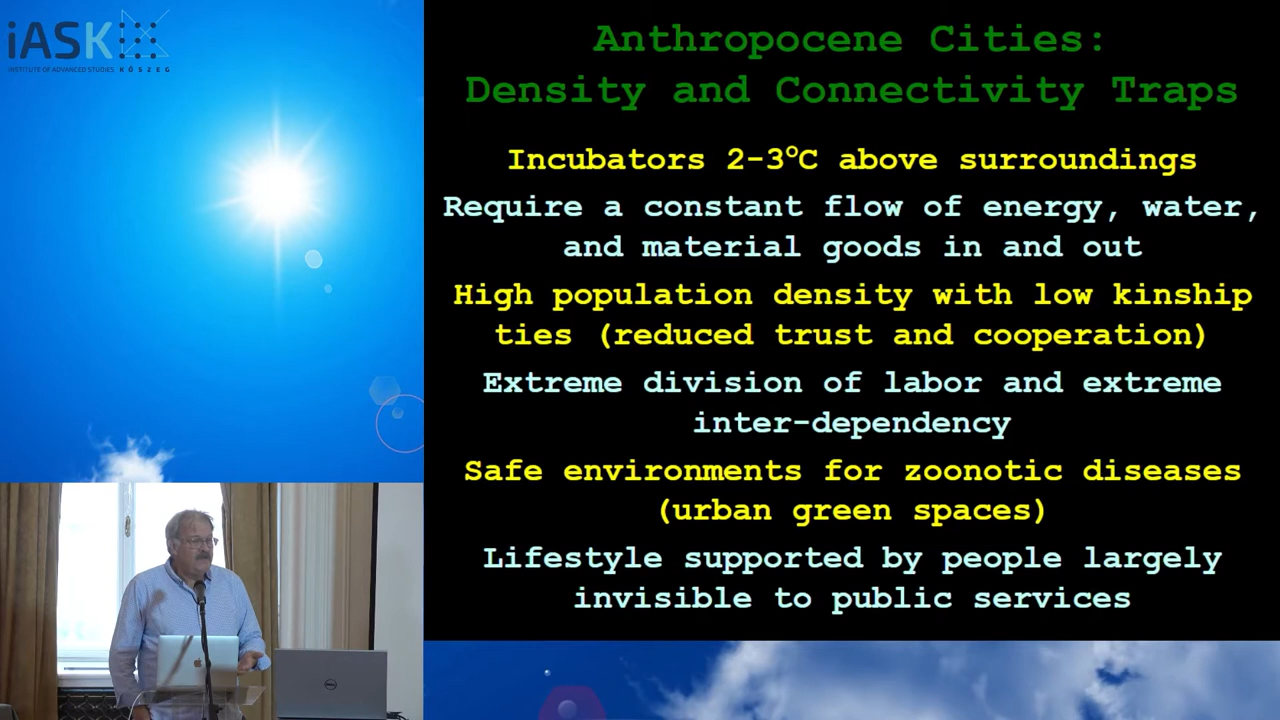 iASK
INSTITUTE OF ADVANCED STUDIES KŐSZEG
Anthropocene Cities:
Density and Connectivity Traps
Incubators 2-3°C above surroundings
Require a constant flow of energy, water,
and material goods in and out
High population density with low kinship
ties (reduced trust and cooperation)
Extreme division of labor and extreme
inter-dependency
Safe environments for zoonotic diseases
(urban green spaces)
Lifestyle supported by people largely
invisible to public services
DELL